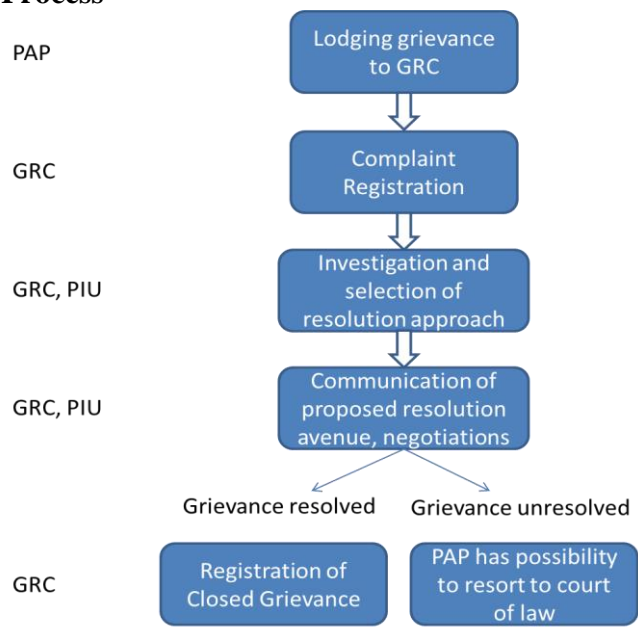 Process
PAP
Lodging grievance
to GRC
GRC
Complaint
Registration
GRC, PIU
Investigation and
selection of
resolution approach
GRC, PIU
Communication of
proposed resolution
avenue, negotiations
Grievance resolved
Grievance unresolved
GRC
Registration of
Closed Grievance
PAP has possibility
to resort to court
of law